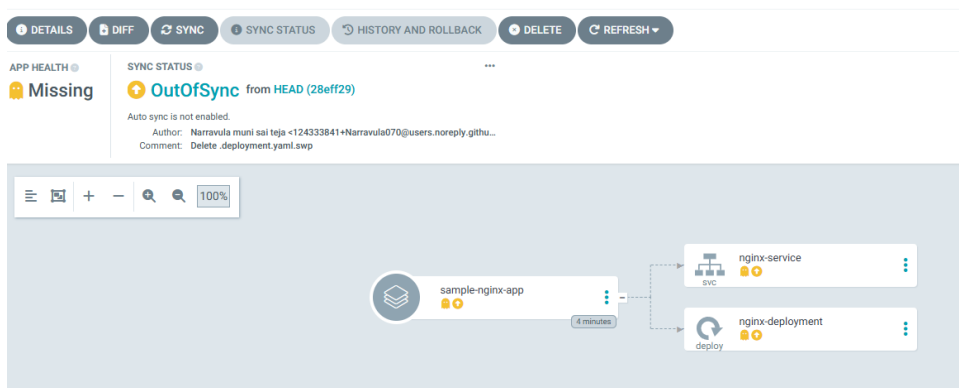 DETAILS DIFF SYNC SYNC STATUS HISTORY AND ROLLBACK DELETE REFRESH
APP HEALTH
Missing
SYNC STATUS
OutOfSync from HEAD (28eff29)
Auto sync is not enabled.
Author: Narravula muni sai teja <124333841+Narravula070@users.noreply.githu...
Comment: Delete .deployment.yaml.swp
100%
sample-nginx-app
4 minutes
nginx-service
svc
nginx-deployment
deploy